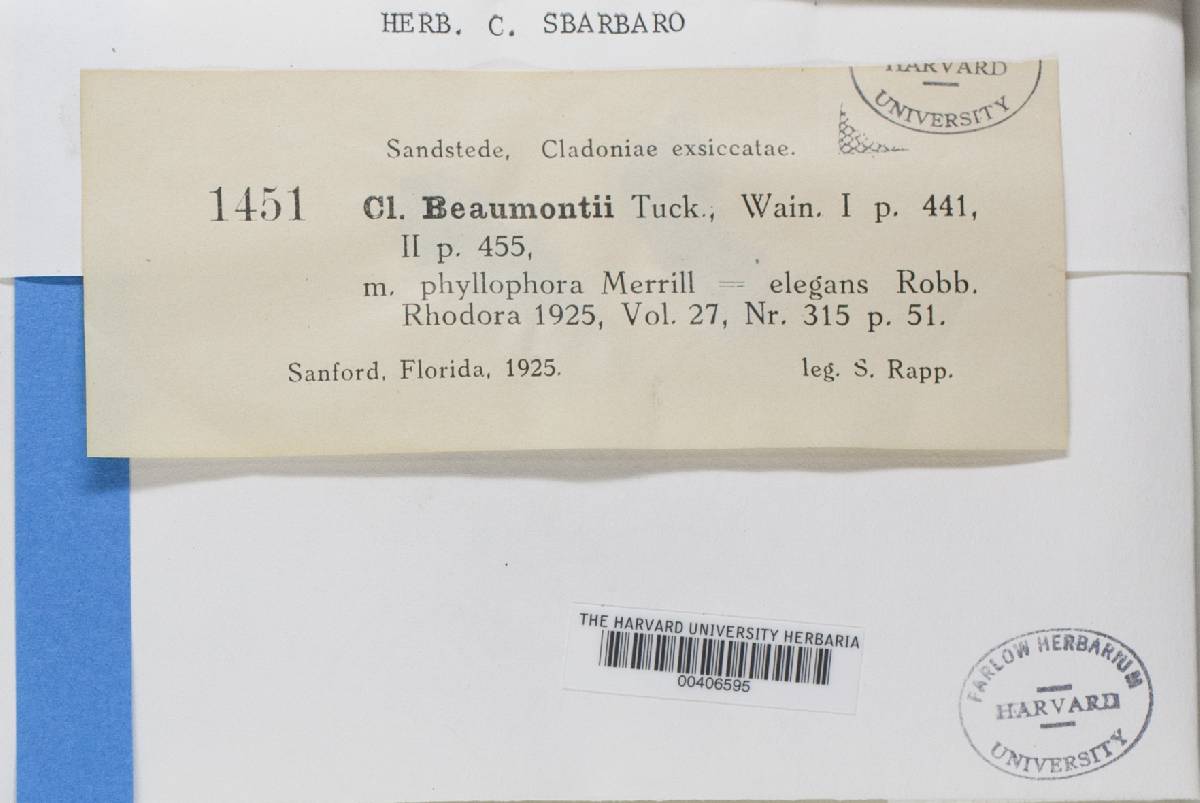 HERB. C. SBARBARO
HARVARD
UNIVERSITY
Sandstede, Cladoniae exsiccatae.
1451 Cl. Beaumontii Tuck., Wain. I p. 441,
II p. 455,
m. phyllophora Merrill = elegans Robb.
Rhodora 1925, Vol. 27, Nr. 315 p. 51.
Sanford, Florida, 1925. leg. S. Rapp.
THE HARVARD UNIVERSITY HERBARIA
00406595
FARLOW HERBARIUM
HARVARD
UNIVERSITY